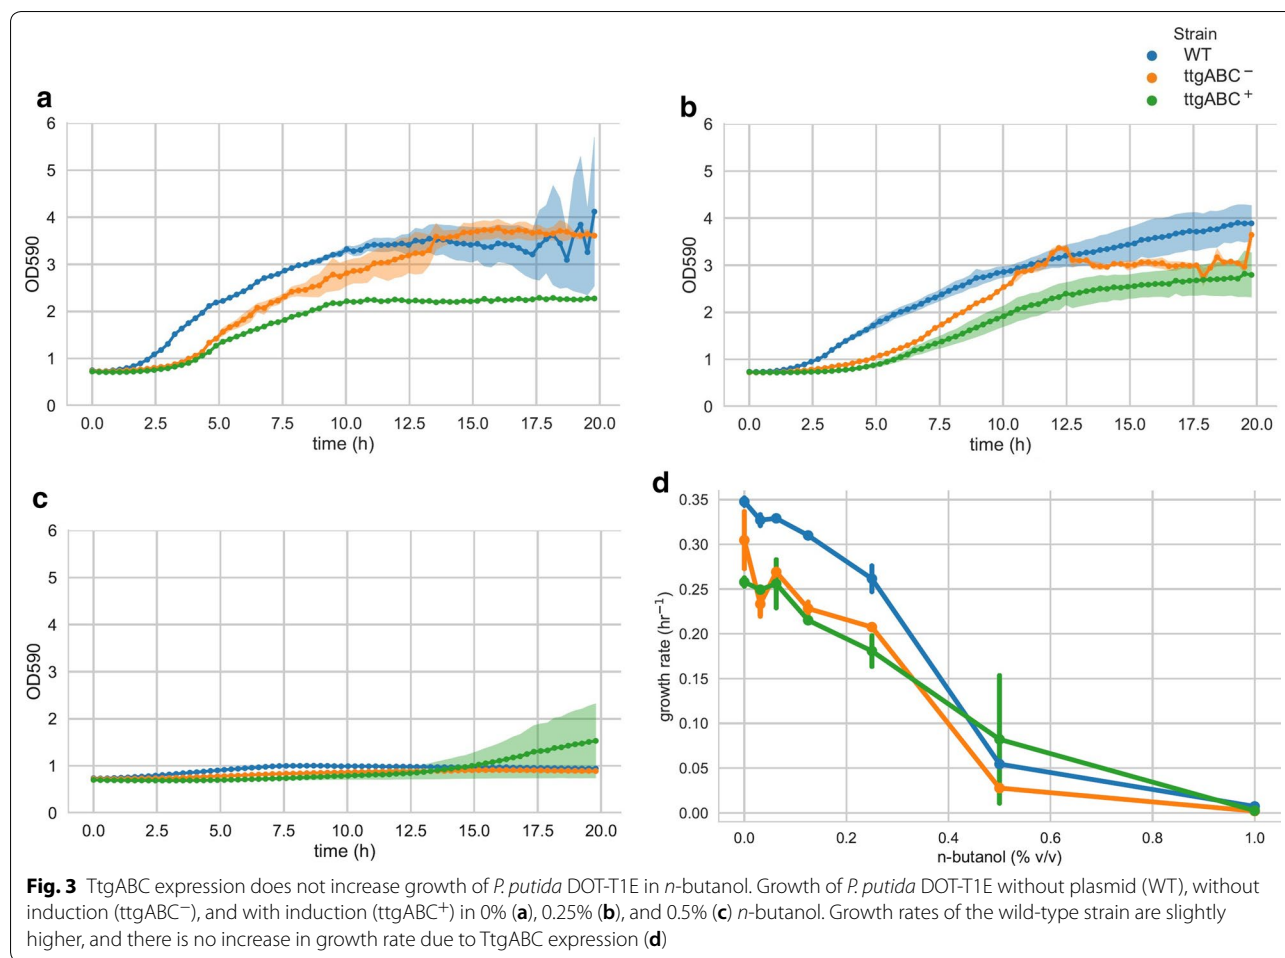 Strain
WT
ttgABC⁻
ttgABC⁺
a
6
5
4
3
2
1
0
OD590
0.0 2.5 5.0 7.5 10.0 12.5 15.0 17.5 20.0
time (h)
b
6
5
4
3
2
1
0
OD590
0.0 2.5 5.0 7.5 10.0 12.5 15.0 17.5 20.0
time (h)
c
6
5
4
3
2
1
0
OD590
0.0 2.5 5.0 7.5 10.0 12.5 15.0 17.5 20.0
time (h)
d
0.35
0.30
0.25
0.20
0.15
0.10
0.05
0.00
growth rate (hr⁻¹)
0.0 0.2 0.4 0.6 0.8 1.0
n-butanol (% v/v)
Fig. 3 TtgABC expression does not increase growth of P. putida DOT-T1E in n-butanol. Growth of P. putida DOT-T1E without plasmid (WT), without
induction (ttgABC⁻), and with induction (ttgABC⁺) in 0% (a), 0.25% (b), and 0.5% (c) n-butanol. Growth rates of the wild-type strain are slightly
higher, and there is no increase in growth rate due to TtgABC expression (d)